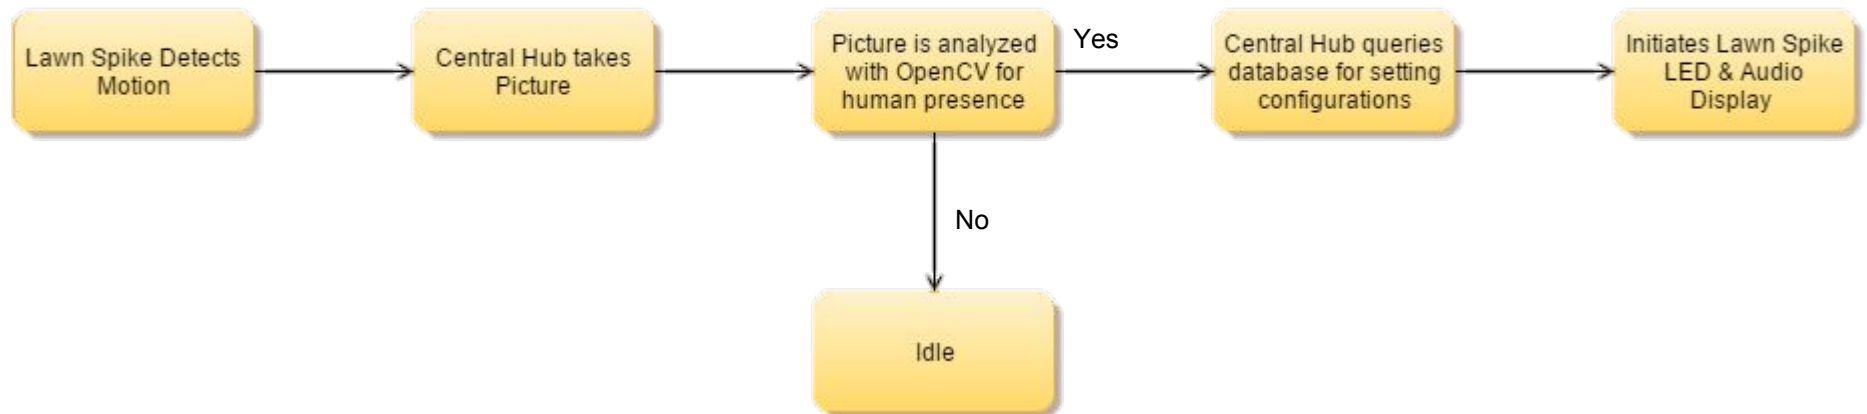 Lawn Spike Detects
Motion
Central Hub takes
Picture
Picture is analyzed
with OpenCV for
human presence
Yes
Central Hub queries
database for setting
configurations
Initiates Lawn Spike
LED & Audio
Display
No
Idle